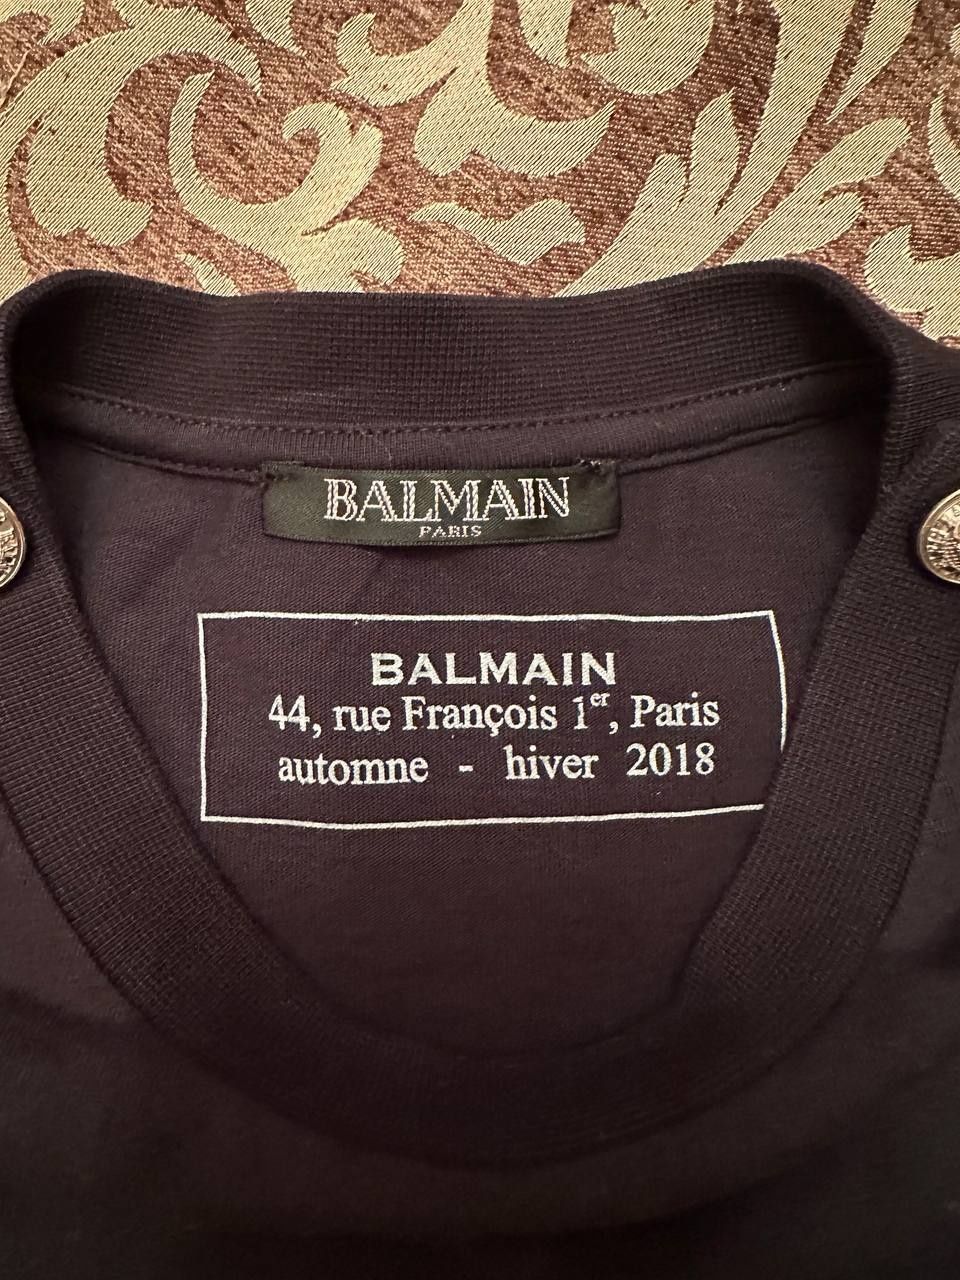 BALMAIN
PARIS
BALMAIN
44, rue François 1er, Paris
automne - hiver 2018